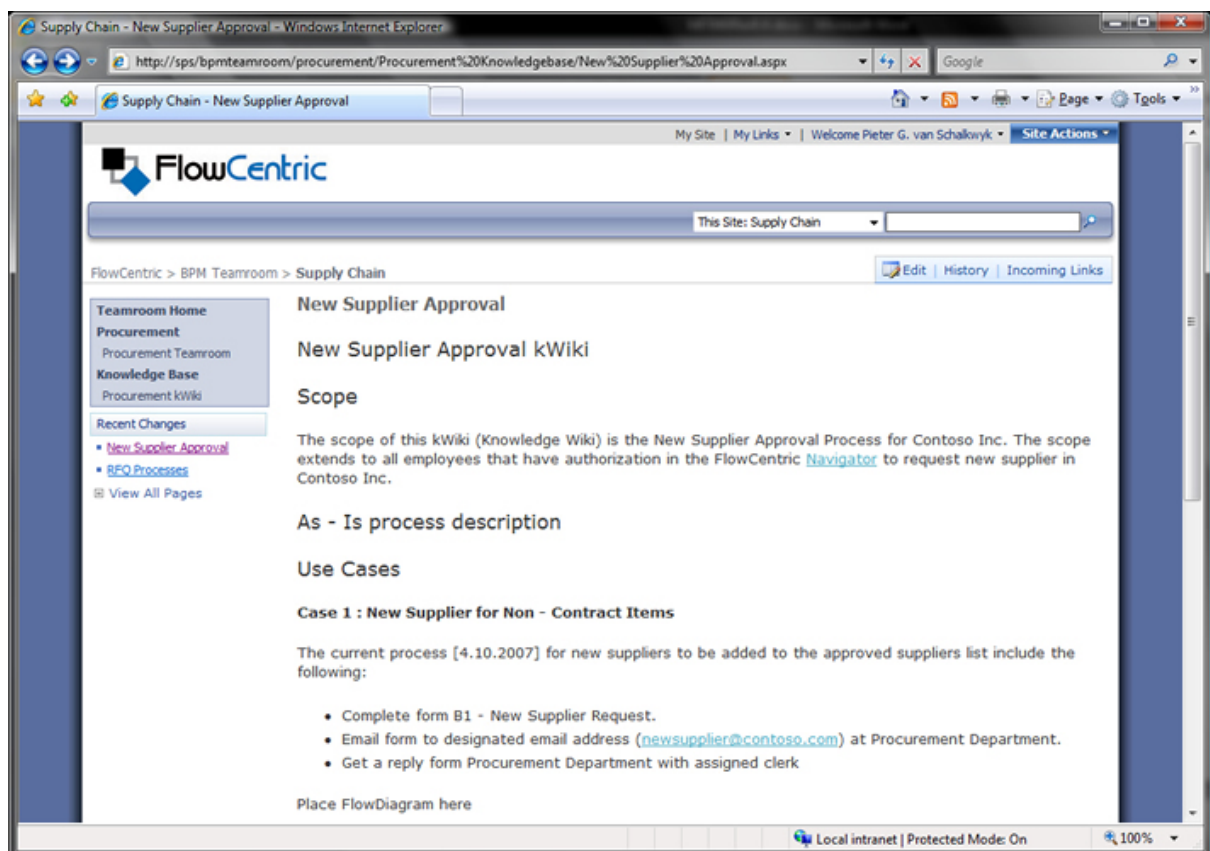 Supply Chain - New Supplier Approval - Windows Internet Explorer
http://sps/bpmteamroom/procurement/Procurement%20Knowledgebase/New%20Supplier%20Approval.aspx
Google
Supply Chain - New Supplier Approval
Page
Tools
My Site | My Links | Welcome Pieter G. van Schalkwyk
Site Actions
FlowCentric
This Site: Supply Chain
FlowCentric > BPM Teamroom > Supply Chain
Edit | History | Incoming Links
Teamroom Home
Procurement
Procurement Teamroom
Knowledge Base
Procurement kWiki
Recent Changes
New Supplier Approval
RFQ Processes
View All Pages
New Supplier Approval
New Supplier Approval kWiki
Scope
The scope of this kWiki (Knowledge Wiki) is the New Supplier Approval Process for Contoso Inc. The scope
extends to all employees that have authorization in the FlowCentric Navigator to request new supplier in
Contoso Inc.
As - Is process description
Use Cases
Case 1 : New Supplier for Non - Contract Items
The current process [4.10.2007] for new suppliers to be added to the approved suppliers list include the
following:
• Complete form B1 - New Supplier Request.
• Email form to designated email address (newsupplier@contoso.com) at Procurement Department.
• Get a reply form Procurement Department with assigned clerk
Place FlowDiagram here
Local intranet | Protected Mode: On
100%